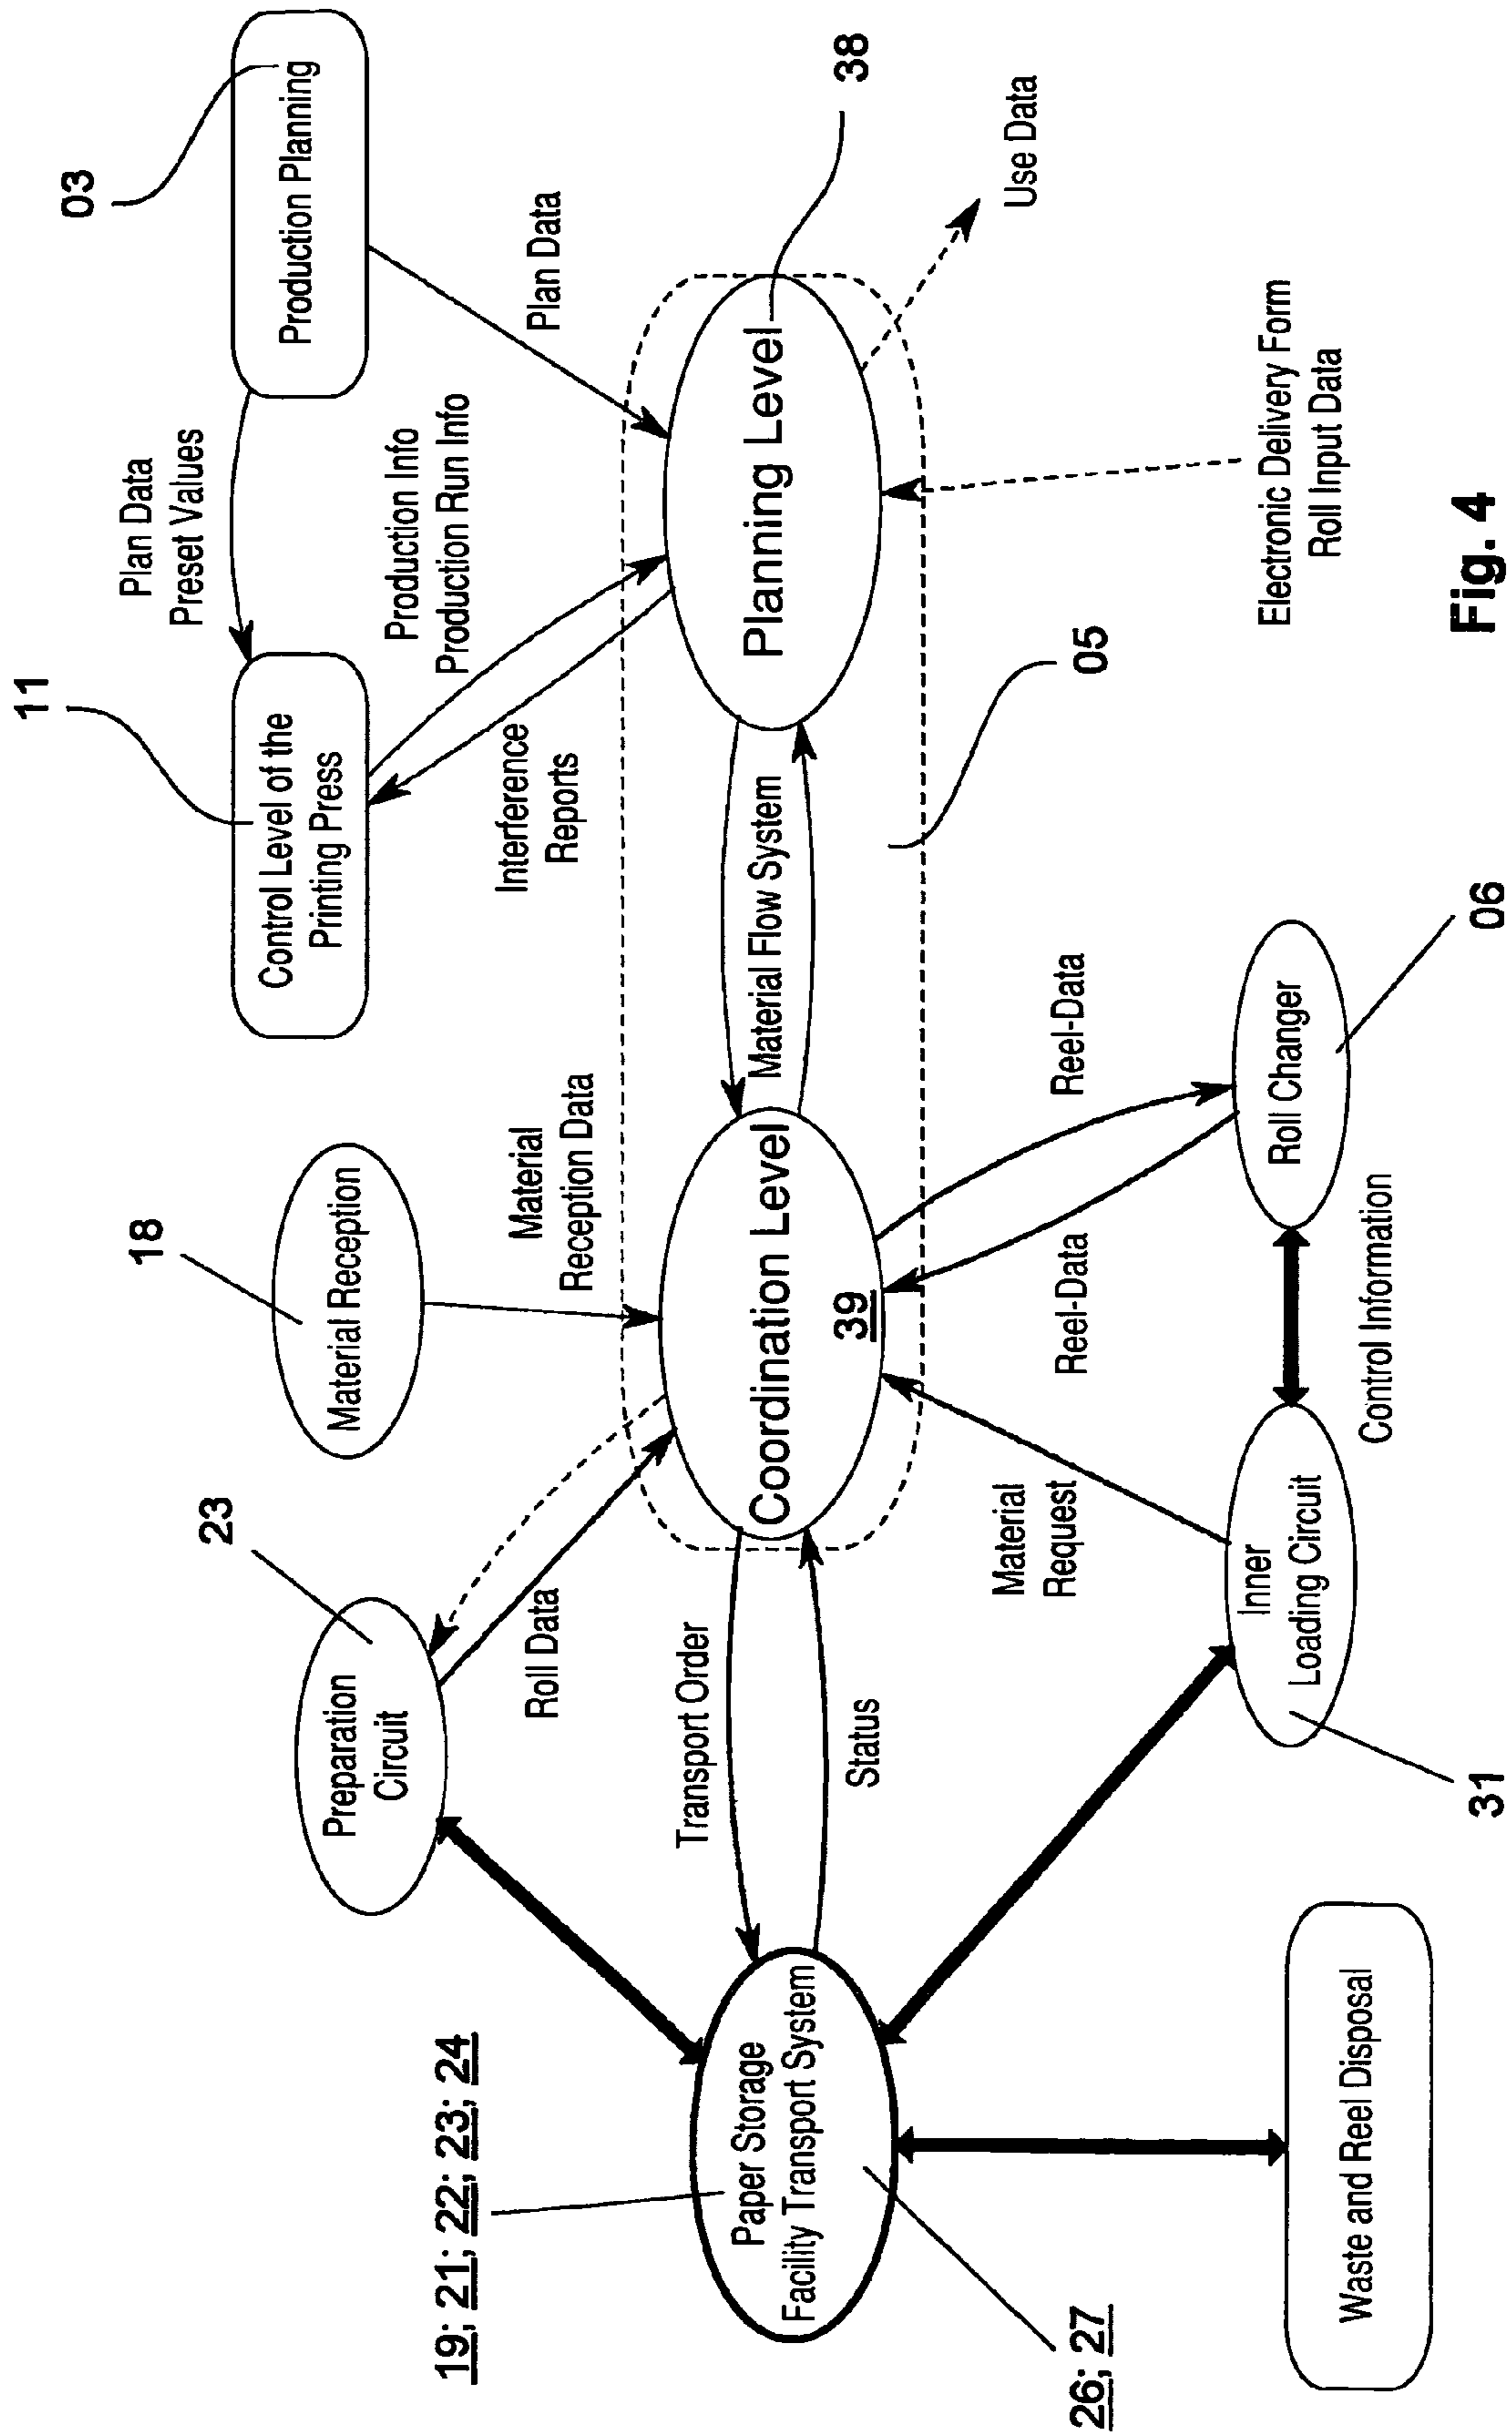 03
Production Planning
11
Control Level of the
Printing Press
Plan Data
Preset Values
Production Info
Production Run Info
Plan Data
Interference
Reports
18
Material Reception
Material
Reception Data
23
Preparation
Circuit
Roll Data
19; 21; 22; 23; 24
Paper Storage
Facility Transport System
26; 27
Transport Order
Status
Coordination Level
39
Material Flow System
Planning Level
38
Use Data
05
Electronic Delivery Form
Roll Input Data
Material
Request
Reel-Data
Reel-Data
Inner
Loading Circuit
31
Control Information
Roll Changer
06
Waste and Reel Disposal
Fig. 4